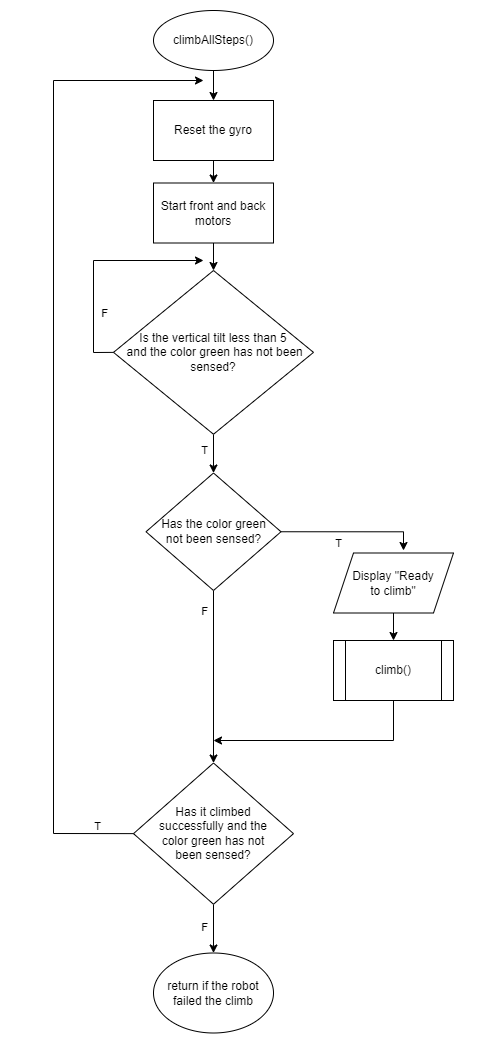 climbAllSteps()
Reset the gyro
Start front and back
motors
F
Is the vertical tilt less than 5
and the color green has not been
sensed?
T
Has the color green
not been sensed?
T
Display "Ready
to climb"
F
climb()
Has it climbed
successfully and the
color green has not
been sensed?
T
F
return if the robot
failed the climb